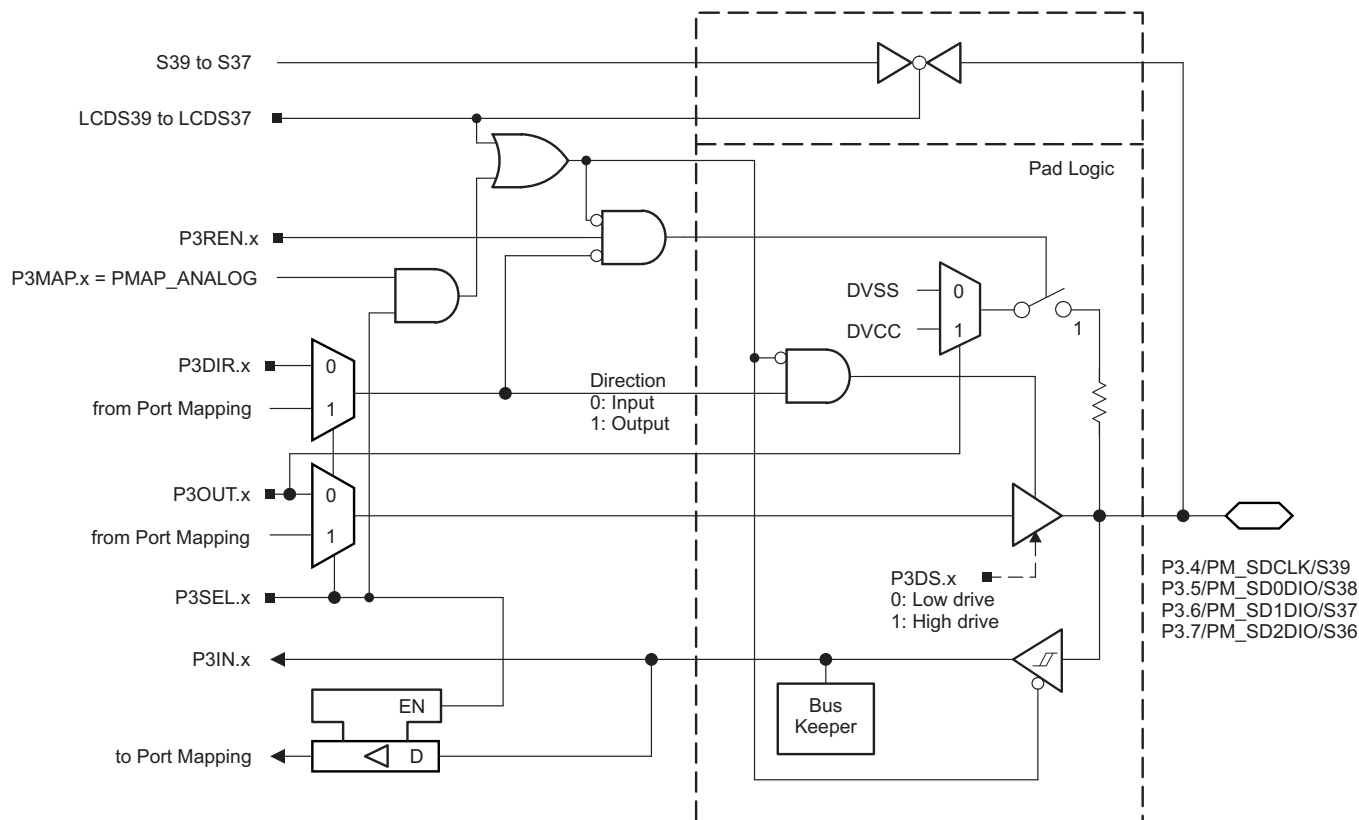 S39 to S37
LCDS39 to LCDS37
Pad Logic
P3REN.x
P3MAP.x = PMAP_ANALOG
DVSS
0
DVCC
1
1
P3DIR.x
0
from Port Mapping
1
Direction
0: Input
1: Output
P3OUT.x
0
from Port Mapping
1
P3SEL.x
P3DS.x
0: Low drive
1: High drive
P3.4/PM_SDCLK/S39
P3.5/PM_SD0DIO/S38
P3.6/PM_SD1DIO/S37
P3.7/PM_SD2DIO/S36
P3IN.x
EN
Bus
Keeper
to Port Mapping
D